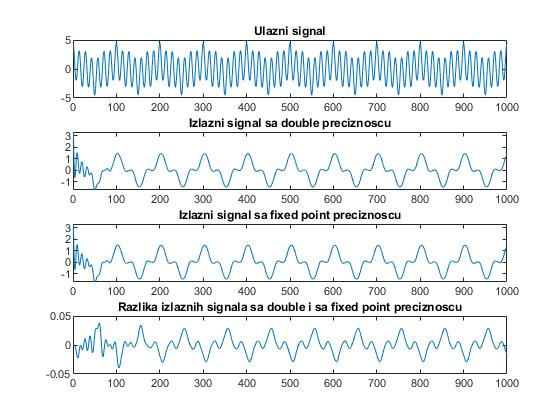 Ulazni signal
5
0
-5
0 100 200 300 400 500 600 700 800 900 1000
Izlazni signal sa double preciznoscu
3
2
1
0
-1
0 100 200 300 400 500 600 700 800 900 1000
Izlazni signal sa fixed point preciznoscu
3
2
1
0
-1
0 100 200 300 400 500 600 700 800 900 1000
Razlika izlaznih signala sa double i sa fixed point preciznoscu
0.05
0
-0.05
0 100 200 300 400 500 600 700 800 900 1000